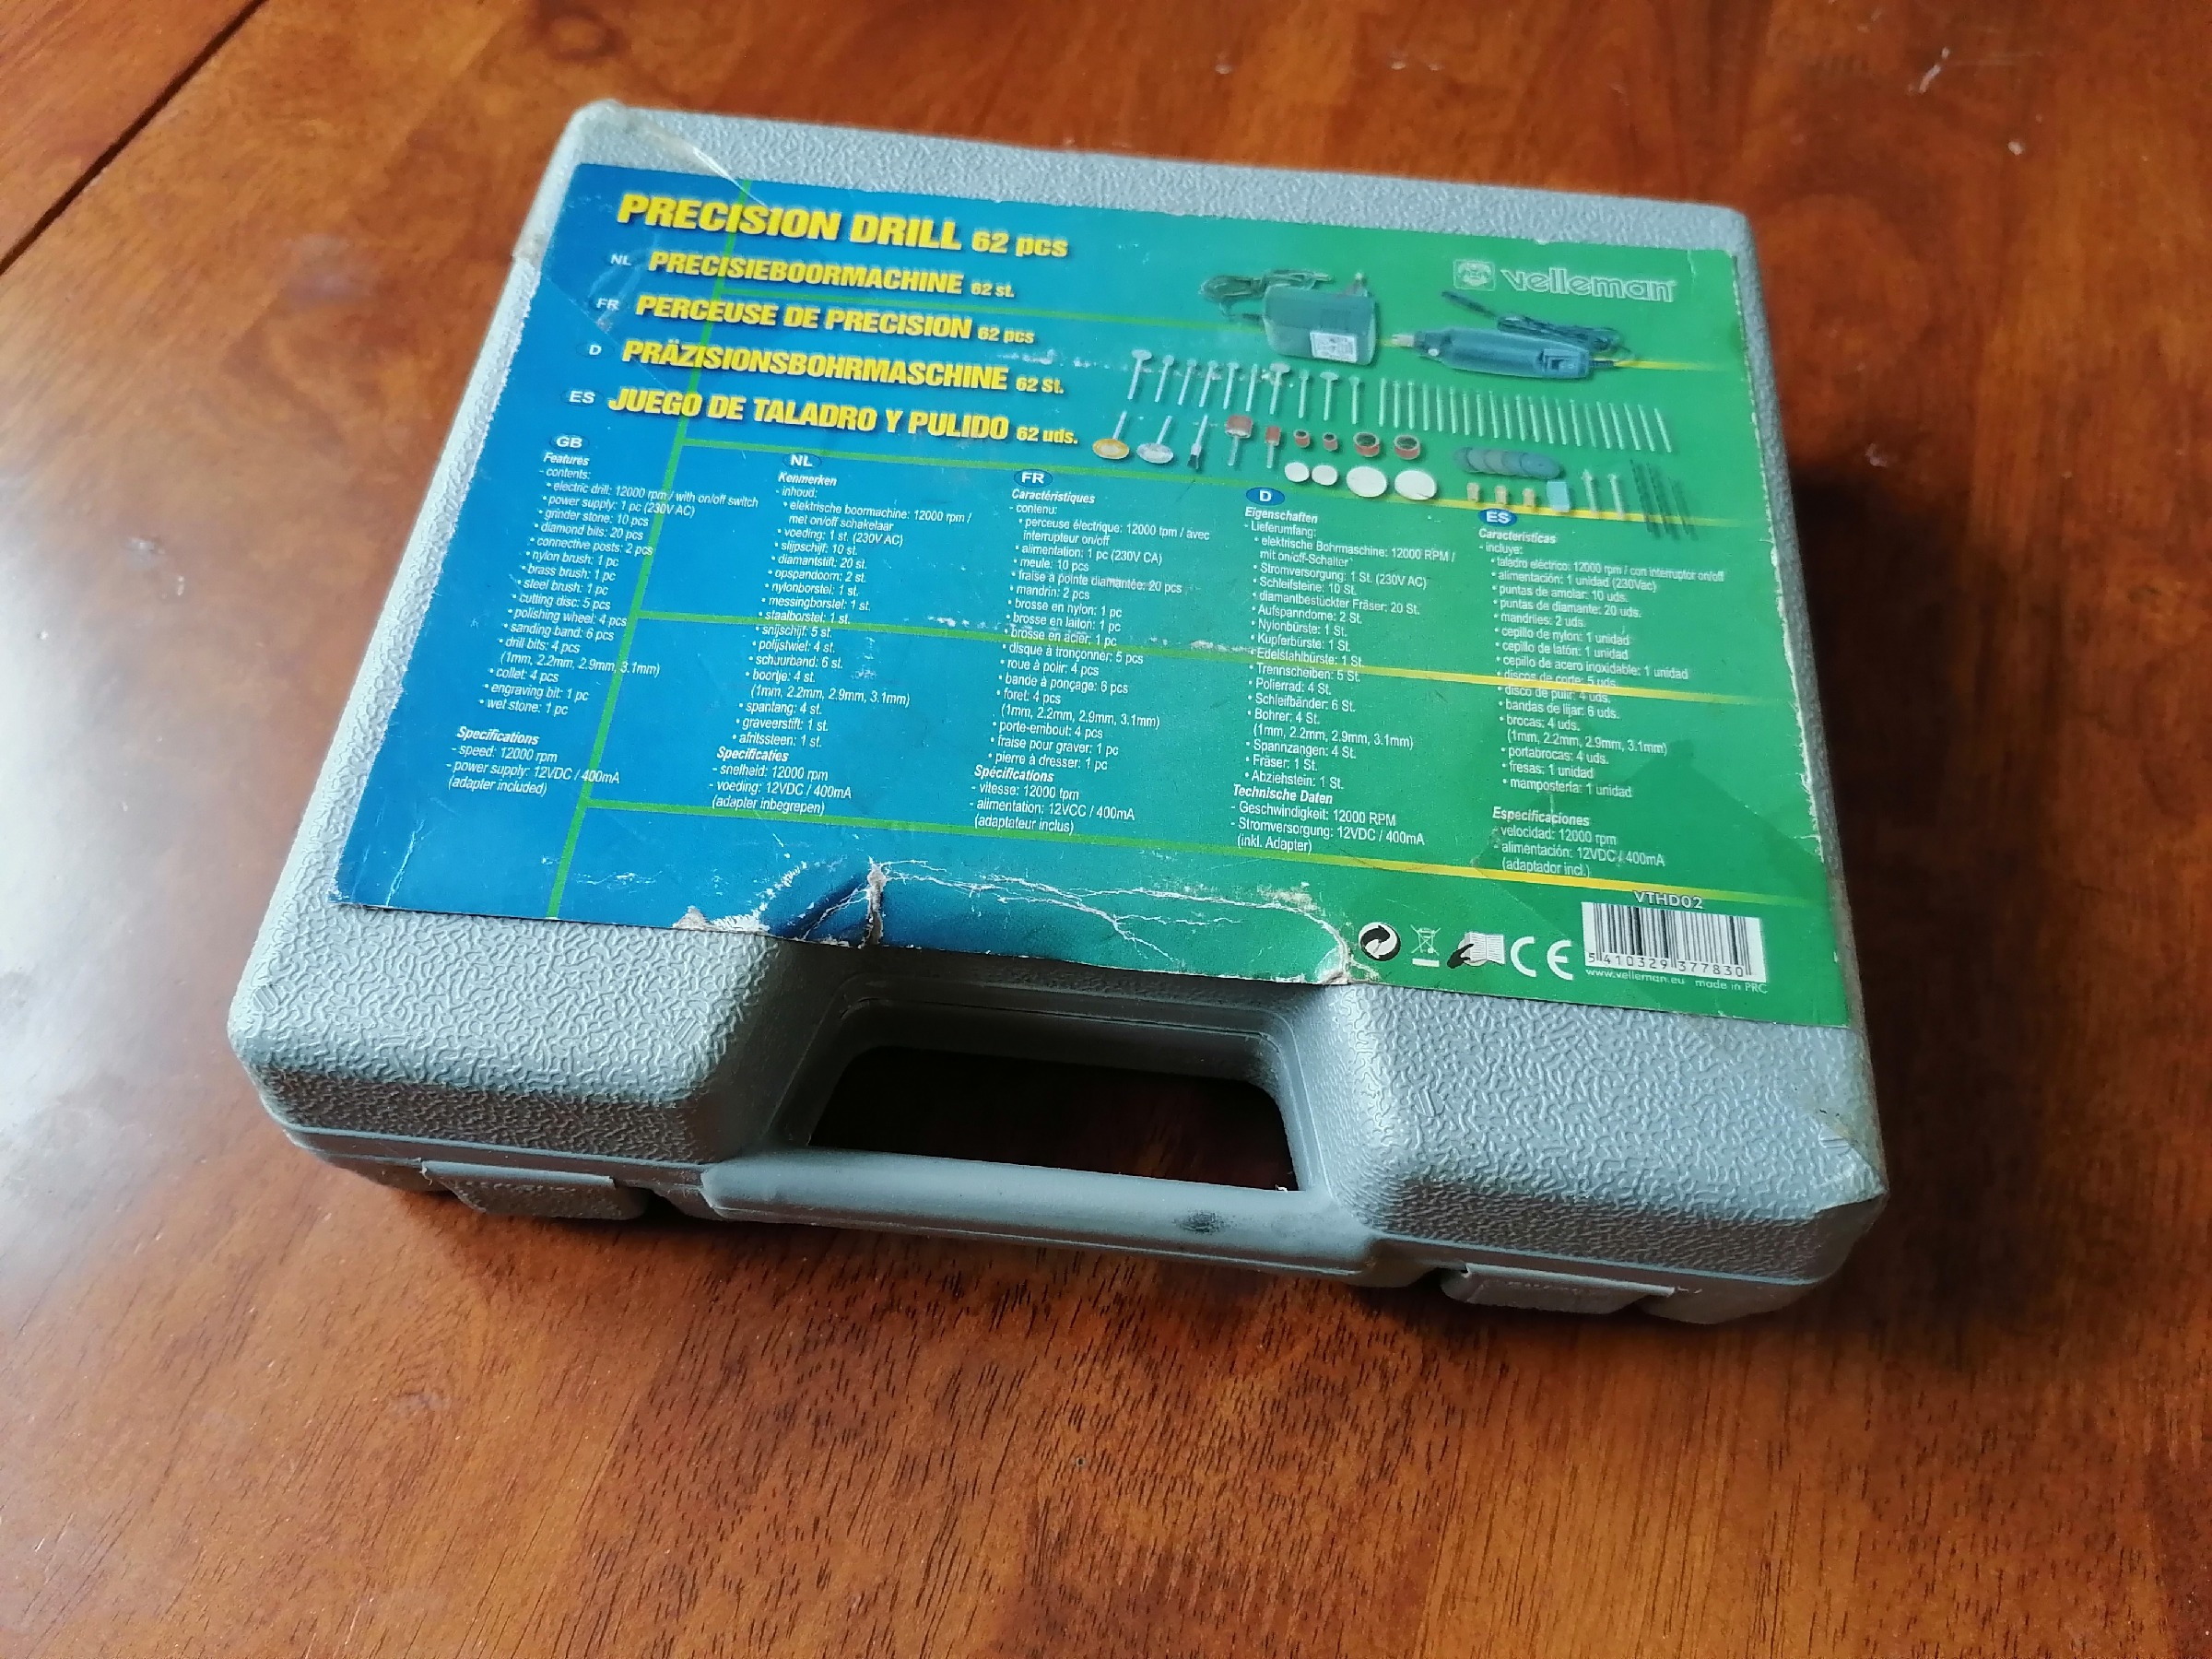 PRECISION DRILL 62 pcs
NL PRECISIEBOORMACHINE 62 st.
FR PERCEUSE DE PRECISION 62 pcs
D PRÄZISIONSBOHRMASCHINE 62 St.
ES JUEGO DE TALADRO Y PULIDO 62 uds.
velleman
GB
Features
- contents:
• electric drill: 12000 rpm / with on/off switch
• power supply: 1 pc (230V AC)
• grinder stone: 10 pcs
• diamond bits: 20 pcs
• connective posts: 2 pcs
• nylon brush: 1 pc
• brass brush: 1 pc
• steel brush: 1 pc
• cutting disc: 5 pcs
• polishing wheel: 4 pcs
• sanding band: 6 pcs
• drill bits: 4 pcs
(1mm, 2.2mm, 2.9mm, 3.1mm)
• collet: 4 pcs
• engraving bit: 1 pc
• wet stone: 1 pc
Specifications
- speed: 12000 rpm
- power supply: 12VDC / 400mA
(adapter included)
NL
Kenmerken
- inhoud:
• elektrische boormachine: 12000 rpm /
met on/off schakelaar
• voeding: 1 st. (230V AC)
• slijpschijf: 10 st.
• diamantstift: 20 st.
• opspandoorn: 2 st.
• nylonborstel: 1 st.
• messingborstel: 1 st.
• staalborstel: 1 st.
• snijschijf: 5 st.
• polijstwiel: 4 st.
• schuurband: 6 st.
• boortje: 4 st.
(1mm, 2.2mm, 2.9mm, 3.1mm)
• spantang: 4 st.
• graveerstift: 1 st.
• afritssteen: 1 st.
Specificaties
- snelheid: 12000 rpm
- voeding: 12VDC / 400mA
(adapter inbegrepen)
FR
Caractéristiques
- contenu:
• perceuse électrique: 12000 tpm / avec
interrupteur on/off
• alimentation: 1 pc (230V CA)
• meule: 10 pcs
• fraise à pointe diamantée: 20 pcs
• mandrin: 2 pcs
• brosse en nylon: 1 pc
• brosse en laiton: 1 pc
• brosse en acier: 1 pc
• disque à tronçonner: 5 pcs
• roue à polir: 4 pcs
• bande à ponçage: 6 pcs
• foret: 4 pcs
(1mm, 2.2mm, 2.9mm, 3.1mm)
• porte-embout: 4 pcs
• fraise pour graver: 1 pc
• pierre à dresser: 1 pc
Spécifications
- vitesse: 12000 tpm
- alimentation: 12VCC / 400mA
(adaptateur inclus)
D
Eigenschaften
- Lieferumfang:
• elektrische Bohrmaschine: 12000 RPM /
mit on/off-Schalter
• Stromversorgung: 1 St. (230V AC)
• Schleifsteine: 10 St.
• diamantbestückter Fräser: 20 St.
• Aufspanndorne: 2 St.
• Nylonbürste: 1 St.
• Kupferbürste: 1 St.
• Edelstahlbürste: 1 St.
• Trennscheiben: 5 St.
• Polierrad: 4 St.
• Schleifbänder: 6 St.
• Bohrer: 4 St.
(1mm, 2.2mm, 2.9mm, 3.1mm)
• Spannzangen: 4 St.
• Fräser: 1 St.
• Abziehstein: 1 St.
Technische Daten
- Geschwindigkeit: 12000 RPM
- Stromversorgung: 12VDC / 400mA
(inkl. Adapter)
ES
Características
- incluye:
• taladro eléctrico: 12000 rpm / con interruptor on/off
• alimentación: 1 unidad (230Vac)
• puntas de amolar: 10 uds.
• puntas de diamante: 20 uds.
• mandriles: 2 uds.
• cepillo de nylon: 1 unidad
• cepillo de latón: 1 unidad
• cepillo de acero inoxidable: 1 unidad
• discos de corte: 5 uds.
• disco de pulir: 4 uds.
• bandas de lijar: 6 uds.
• brocas: 4 uds.
(1mm, 2.2mm, 2.9mm, 3.1mm)
• portabrocas: 4 uds.
• fresas: 1 unidad
• mampostería: 1 unidad
Especificaciones
- velocidad: 12000 rpm
- alimentación: 12VDC / 400mA
(adaptador incl.)
VTHD02
CE
5 410329 377830
www.velleman.eu made in PRC